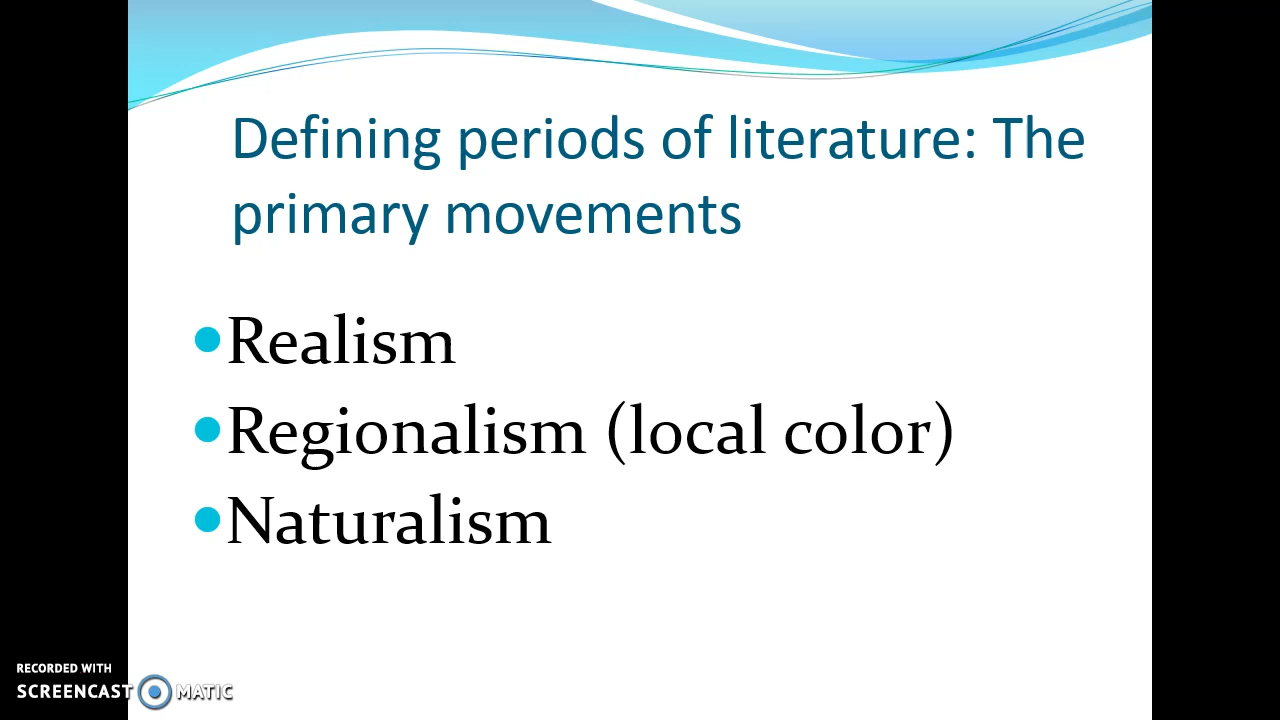 Defining periods of literature: The
primary movements
•Realism
•Regionalism (local color)
•Naturalism
RECORDED WITH
SCREENCAST MATIC